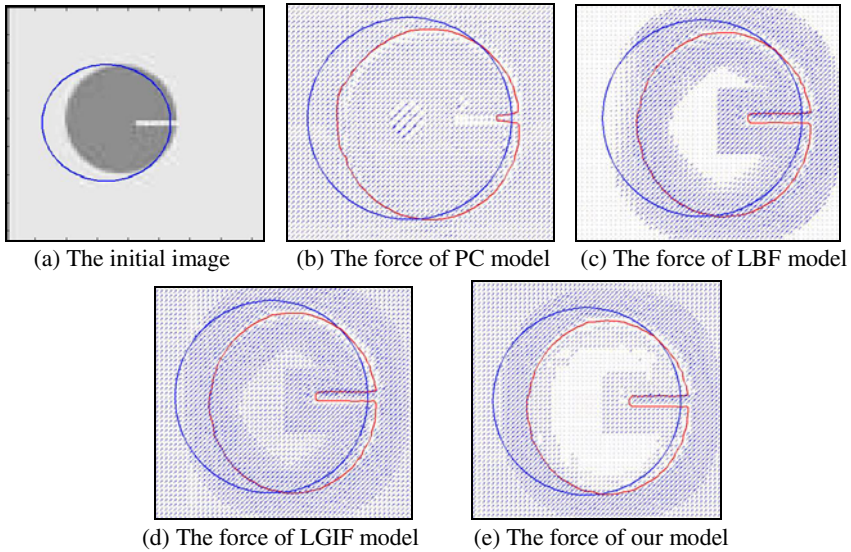 (a) The initial image
(b) The force of PC model
(c) The force of LBF model
(d) The force of LGIF model
(e) The force of our model